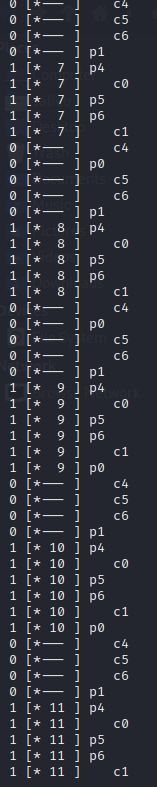 0 [*—— ]    c4
0 [*—— ]    c5
0 [*—— ]    c6
0 [*—— ] p1
1 [*  7 ] p4
1 [*  7 ]    c0
1 [*  7 ] p5
1 [*  7 ] p6
1 [*  7 ]    c1
0 [*—— ]    c4
0 [*—— ] p0
0 [*—— ]    c5
0 [*—— ]    c6
0 [*—— ] p1
1 [*  8 ] p4
1 [*  8 ]    c0
1 [*  8 ] p5
1 [*  8 ] p6
1 [*  8 ]    c1
0 [*—— ]    c4
0 [*—— ] p0
0 [*—— ]    c5
0 [*—— ]    c6
0 [*—— ] p1
1 [*  9 ] p4
1 [*  9 ]    c0
1 [*  9 ] p5
1 [*  9 ] p6
1 [*  9 ]    c1
1 [*  9 ] p0
0 [*—— ]    c4
0 [*—— ]    c5
0 [*—— ]    c6
0 [*—— ] p1
1 [* 10 ] p4
1 [* 10 ]    c0
1 [* 10 ] p5
1 [* 10 ] p6
1 [* 10 ]    c1
1 [* 10 ] p0
0 [*—— ]    c4
0 [*—— ]    c5
0 [*—— ]    c6
0 [*—— ] p1
1 [* 11 ] p4
1 [* 11 ]    c0
1 [* 11 ] p5
1 [* 11 ] p6
1 [* 11 ]    c1